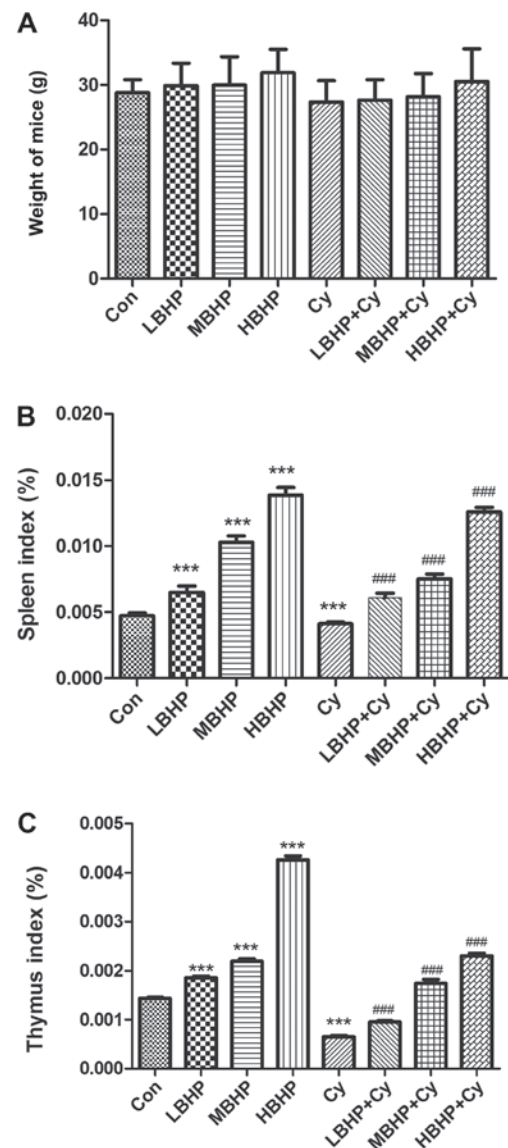 A
Weight of mice (g)
40
30
20
10
0
Con
LBHP
MBHP
HBHP
Cy
LBHP+Cy
MBHP+Cy
HBHP+Cy
B
Spleen index (%)
0.020
0.015
0.010
0.005
0.000
***
***
***
***
###
###
###
Con
LBHP
MBHP
HBHP
Cy
LBHP+Cy
MBHP+Cy
HBHP+Cy
C
Thymus index (%)
0.005
0.004
0.003
0.002
0.001
0.000
***
***
***
***
###
###
###
Con
LBHP
MBHP
HBHP
Cy
LBHP+Cy
MBHP+Cy
HBHP+Cy